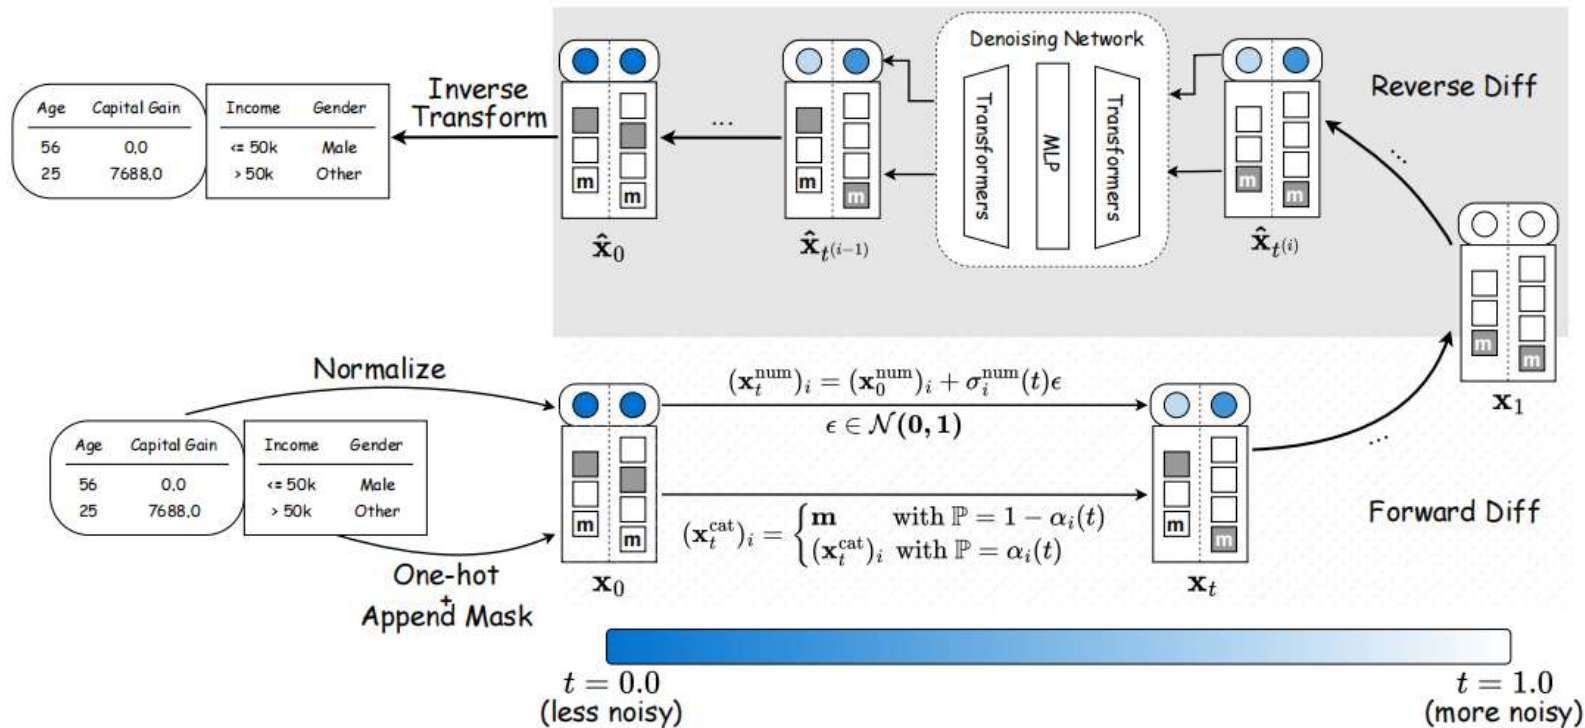 Denoising Network
Transformers
MLP
Transformers
Reverse Diff
Inverse
Transform
...
...
Age Capital Gain Income Gender
56 0.0 <= 50k Male
25 7688.0 > 50k Other
m m
m m
m m
x̂₀
x̂ₜ₍ᵢ₋₁₎
x̂ₜ₍ᵢ₎
m m
x₁
Normalize
(xₜⁿᵘᵐ)ᵢ = (x₀ⁿᵘᵐ)ᵢ + σᵢⁿᵘᵐ(t)ϵ
ϵ ∈ 𝒩(0, 1)
Age Capital Gain Income Gender
56 0.0 <= 50k Male
25 7688.0 > 50k Other
m m
m m
(xₜᶜᵃᵗ)ᵢ = { m with ℙ = 1 − αᵢ(t)
(xₜᶜᵃᵗ)ᵢ with ℙ = αᵢ(t)
...
Forward Diff
One-hot
+
Append Mask
x₀
xₜ
t = 0.0
(less noisy)
t = 1.0
(more noisy)